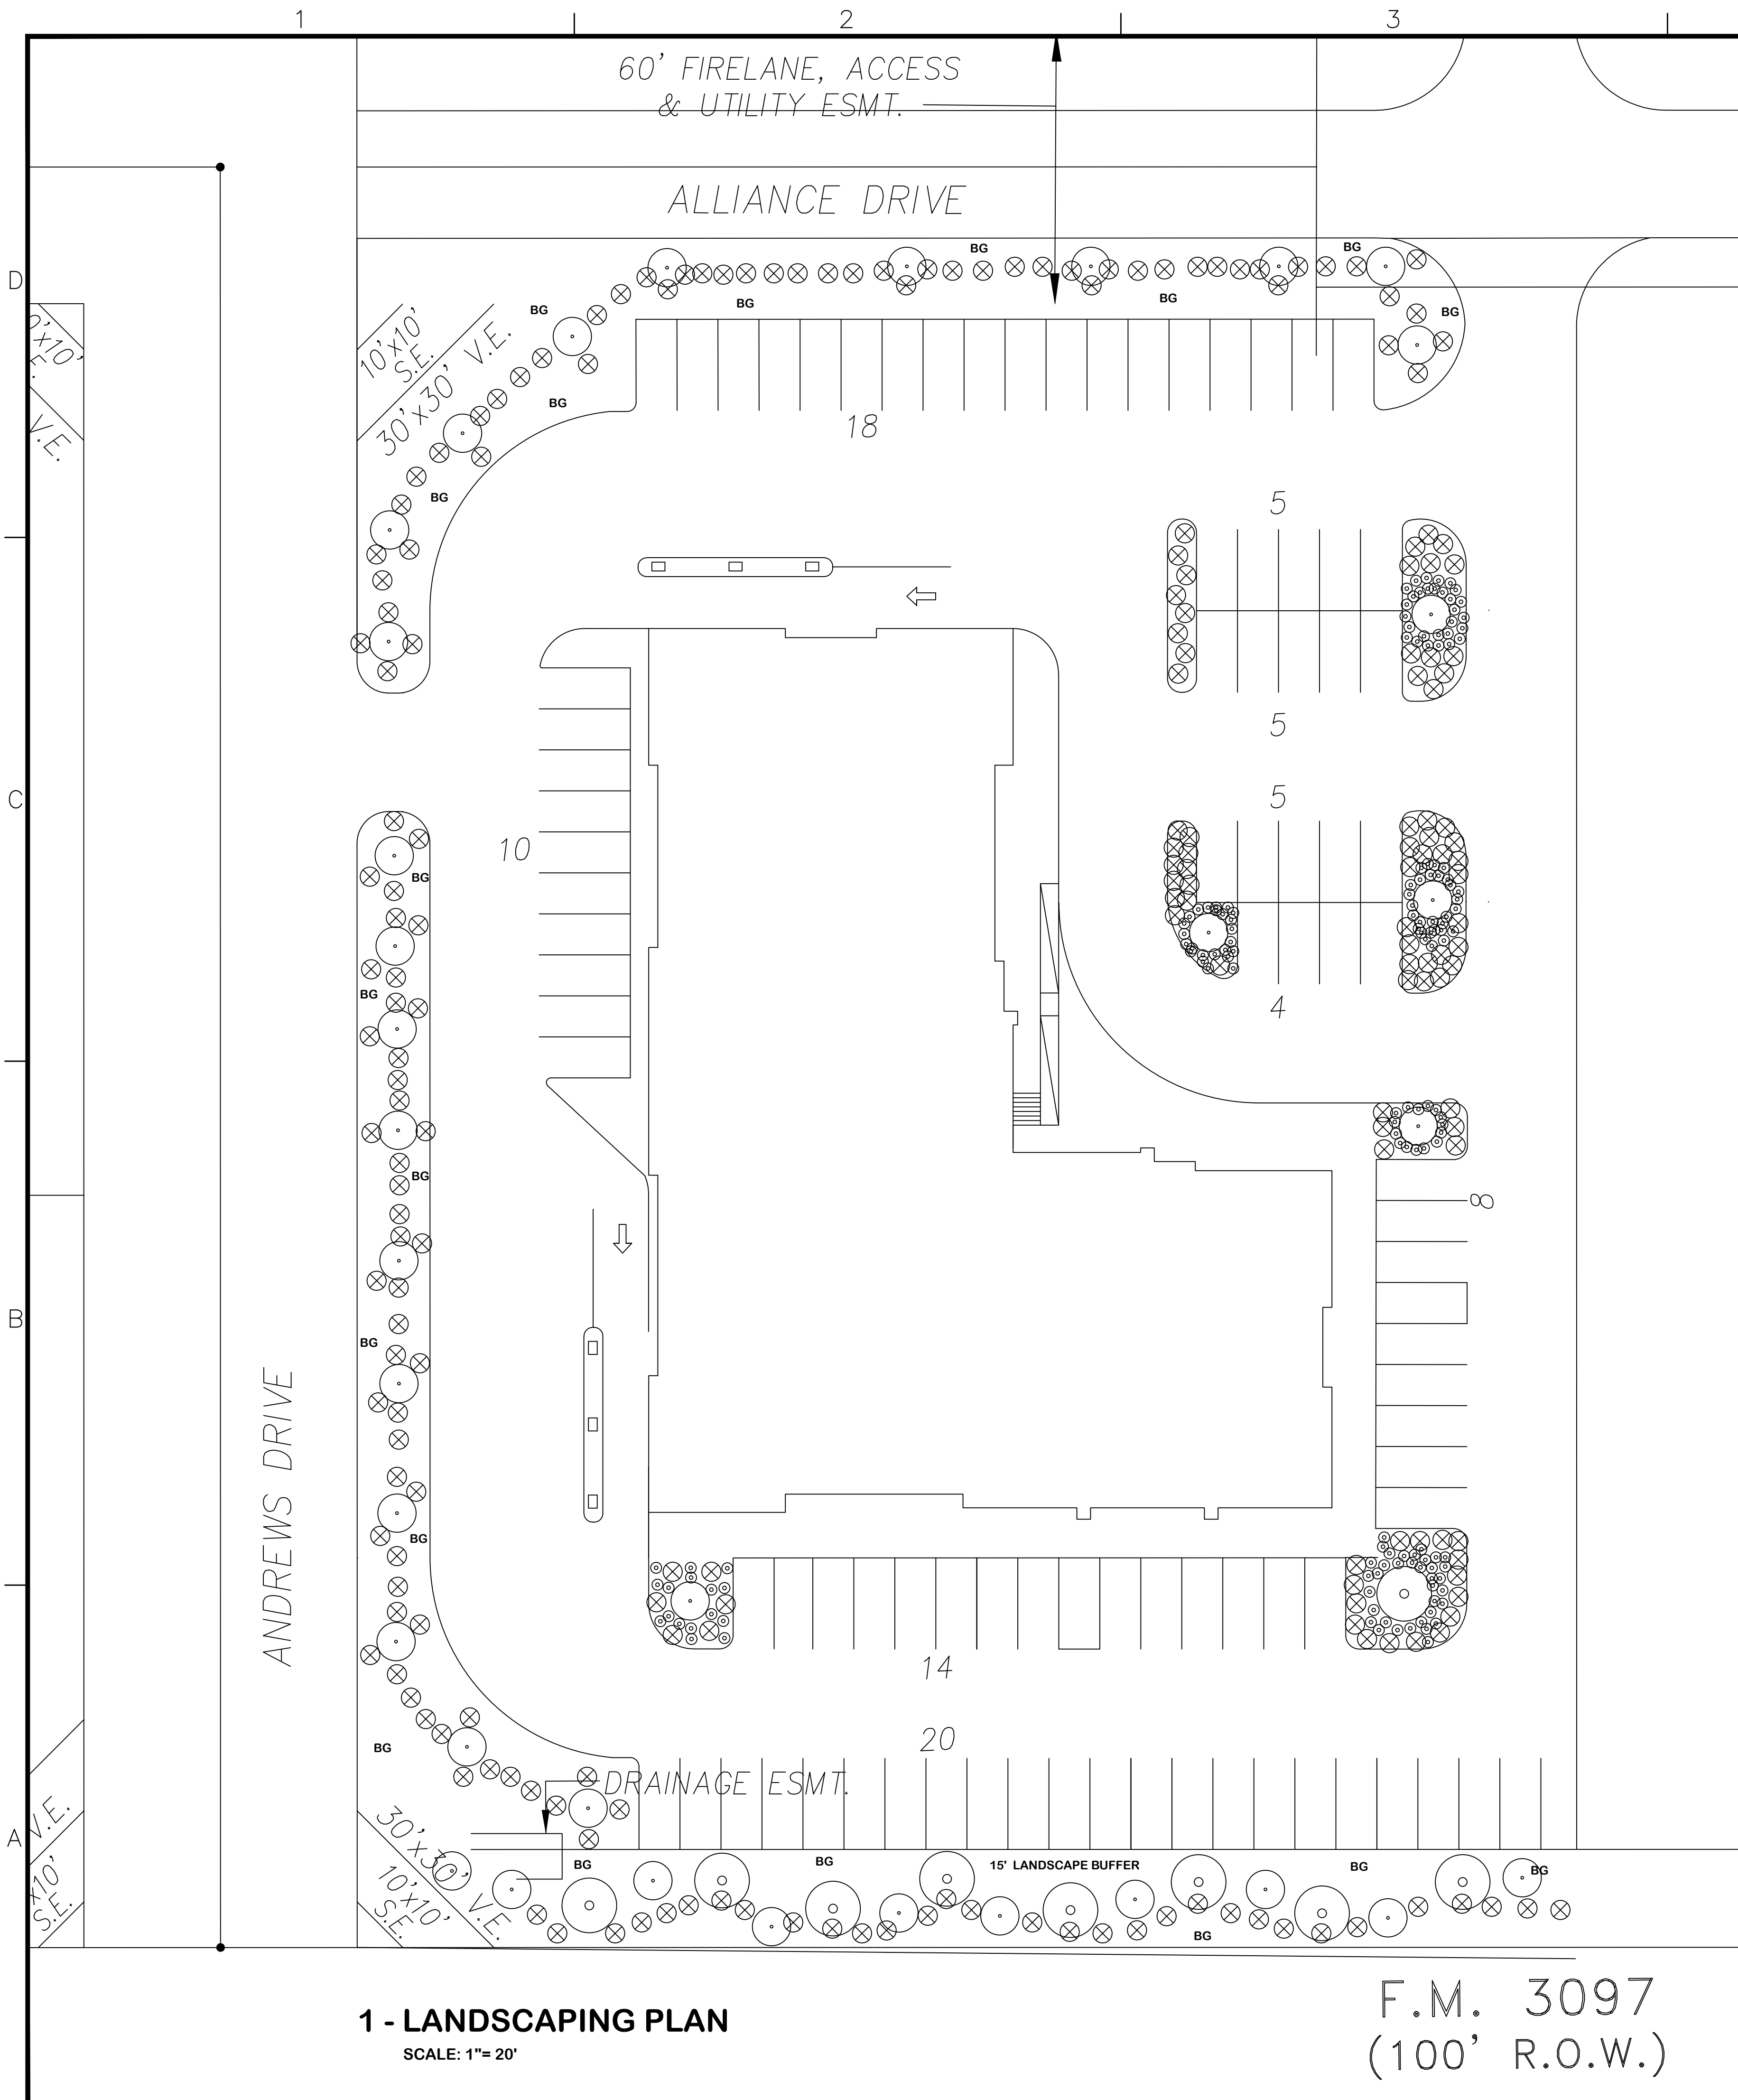 1
2
3
60' FIRELANE, ACCESS
& UTILITY ESMT.
ALLIANCE DRIVE
D
BG
BG
BG
BG
BG
BG
10'x10'
S.E.
30'x30' V.E.
BG
BG
0'x10'
V.E.
18
5
5
C
5
10
BG
4
BG
BG
8
B
BG
ANDREWS DRIVE
BG
14
20
BG
DRAINAGE ESMT.
A
V.E.
x10'
S.E.
30'x30' V.E.
10'x10'
S.E.
BG
BG
15' LANDSCAPE BUFFER
BG
BG
BG
F.M. 3097
(100' R.O.W.)
1 - LANDSCAPING PLAN
SCALE: 1"= 20'